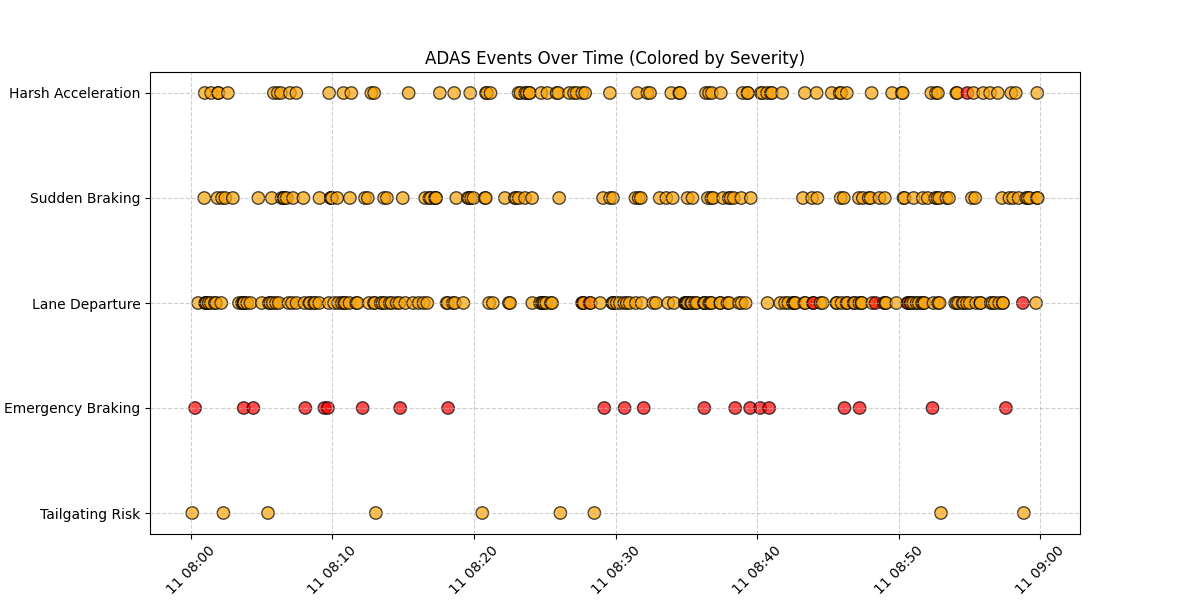 ADAS Events Over Time (Colored by Severity)
Harsh Acceleration
Sudden Braking
Lane Departure
Emergency Braking
Tailgating Risk
11 08:00
11 08:10
11 08:20
11 08:30
11 08:40
11 08:50
11 09:00